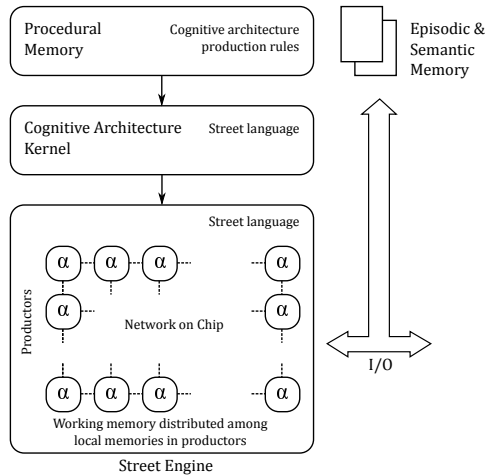 Procedural
Memory
Cognitive architecture
production rules
Episodic &
Semantic
Memory
Cognitive Architecture
Kernel
Street language
Street language
α α α α
α α
Productors
Network on Chip
α α α α
Working memory distributed among
local memories in productors
Street Engine
I/O